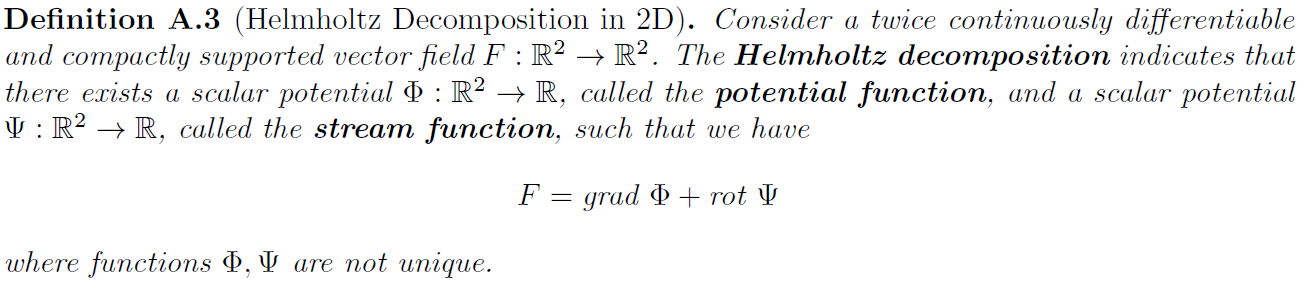 Definition A.3 (Helmholtz Decomposition in 2D). Consider a twice continuously differentiable
and compactly supported vector field F : ℝ² → ℝ². The Helmholtz decomposition indicates that
there exists a scalar potential Φ : ℝ² → ℝ, called the potential function, and a scalar potential
Ψ : ℝ² → ℝ, called the stream function, such that we have
F = grad Φ + rot Ψ
where functions Φ, Ψ are not unique.